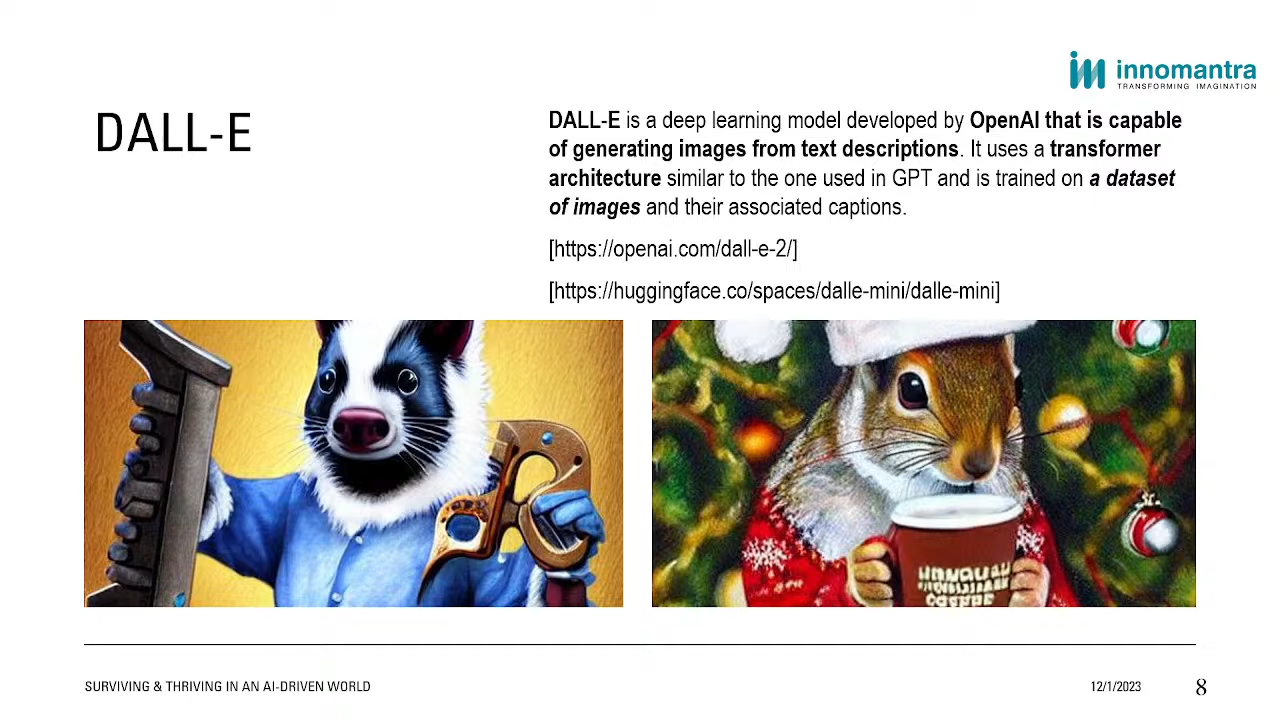 innomantra
TRANSFORMING IMAGINATION
DALL-E
DALL-E is a deep learning model developed by OpenAI that is capable
of generating images from text descriptions. It uses a transformer
architecture similar to the one used in GPT and is trained on a dataset
of images and their associated captions.
[https://openai.com/dall-e-2/]
[https://huggingface.co/spaces/dalle-mini/dalle-mini]
SURVIVING & THRIVING IN AN AI-DRIVEN WORLD
12/1/2023
8